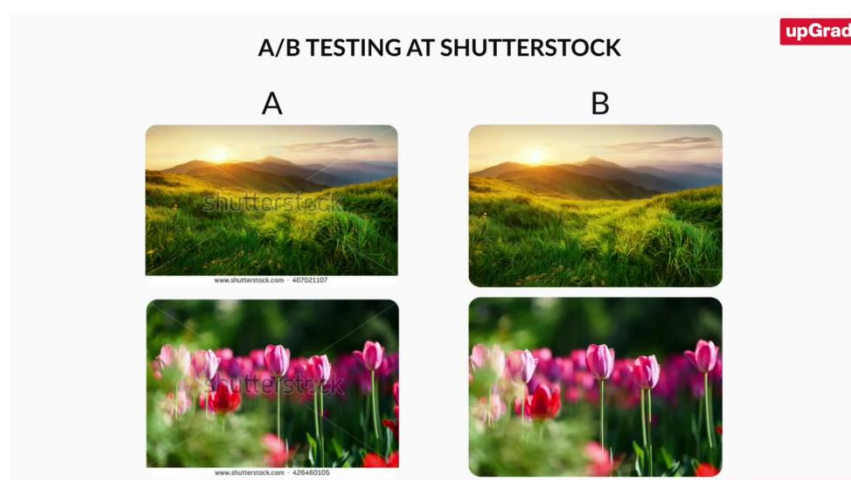 upGrad
A/B TESTING AT SHUTTERSTOCK
A
B
shutterstock
www.shutterstock.com · 407021107
shutterstock
www.shutterstock.com · 426460105